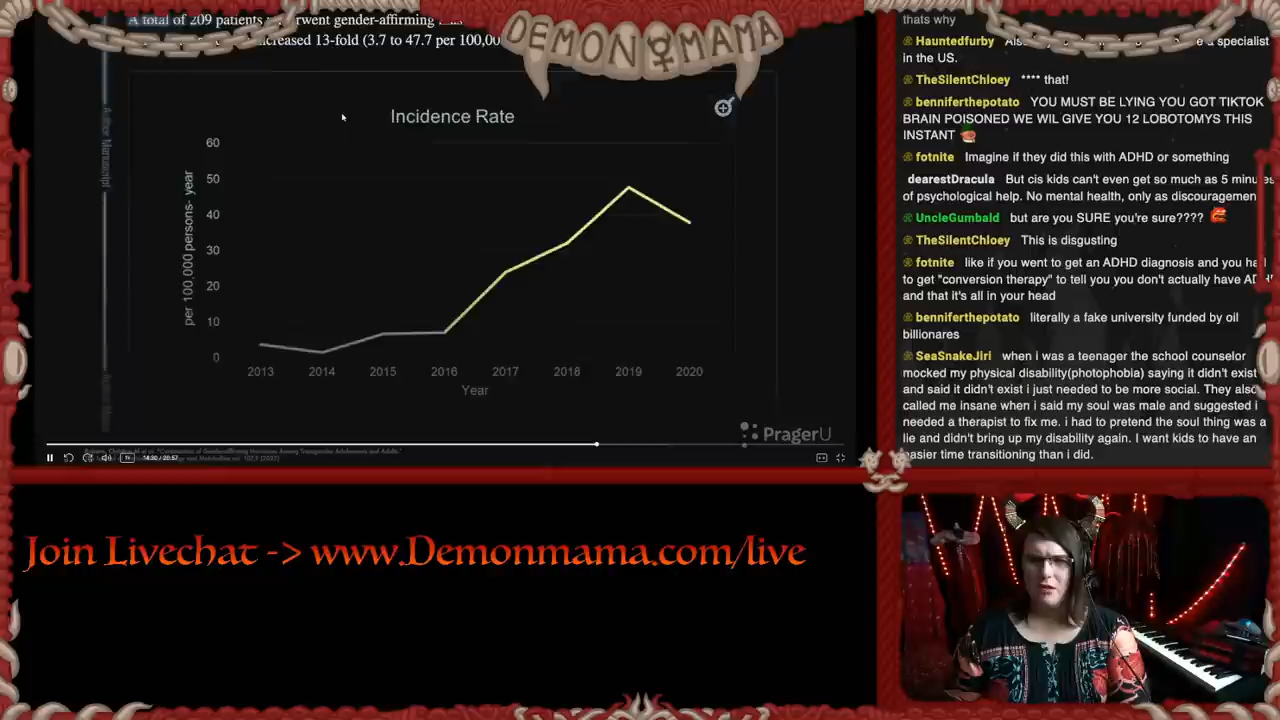 A total of 209 patients
DEMON MAMA
creased 13-fold (3.7 to 47.7 per 100,00
Incidence Rate
per 100,000 persons- year
60
50
40
30
20
10
0
2013 2014 2015 2016 2017 2018 2019 2020
Year
PragerU
14:30 / 20:57
Join Livechat -> www.Demonmama.com/live
thats why
Hauntedfurby a specialist
in the US.
TheSilentChloey **** that!
benniferthepotato YOU MUST BE LYING YOU GOT TIKTOK
BRAIN POISONED WE WIL GIVE YOU 12 LOBOTOMYS THIS
INSTANT
fotnite Imagine if they did this with ADHD or something
dearestDracula But cis kids can't even get so much as 5 minutes
of psychological help. No mental health, only as discouragemen
UncleGumbald but are you SURE you're sure????
TheSilentChloey This is disgusting
fotnite like if you went to get an ADHD diagnosis and you had
to get "conversion therapy" to tell you you don't actually have ADH
and that it's all in your head
benniferthepotato literally a fake university funded by oil
billionares
SeaSnakeJiri when i was a teenager the school counselor
mocked my physical disability(photophobia) saying it didn't exist
and said it didn't exist i just needed to be more social. They also
called me insane when i said my soul was male and suggested i
needed a therapist to fix me. i had to pretend the soul thing was a
lie and didn't bring up my disability again. I want kids to have an
easier time transitioning than i did.